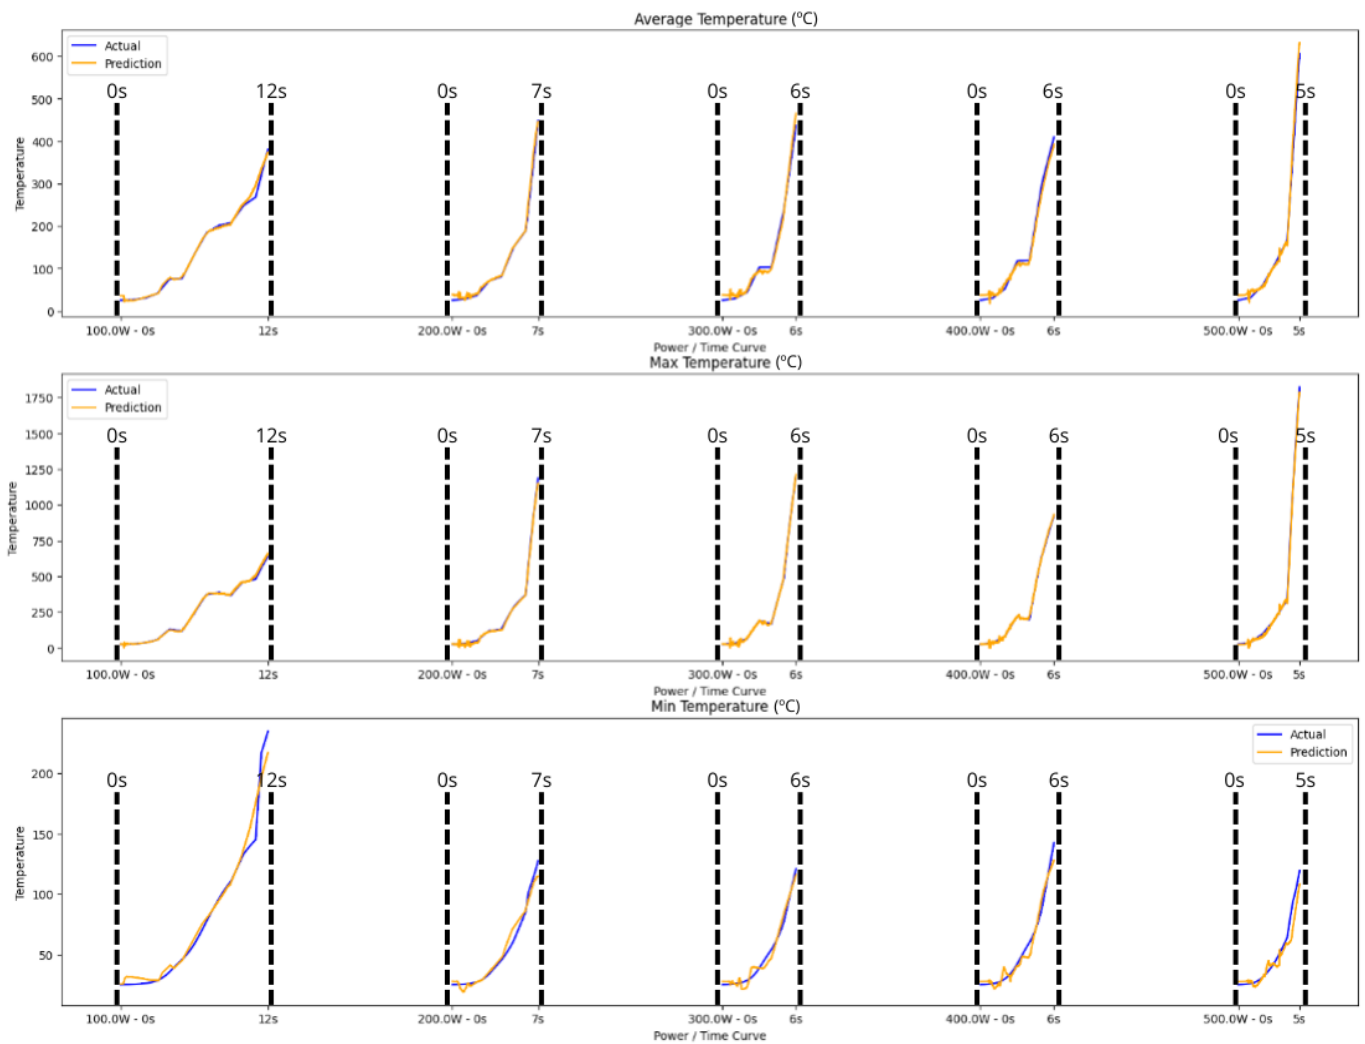 Average Temperature (ºC)
Actual
Prediction
0s 12s 0s 7s 0s 6s 0s 6s 0s 5s
600
500
400
300
200
100
0
Temperature
100.0W - 0s 12s 200.0W - 0s 7s 300.0W - 0s 6s 400.0W - 0s 6s 500.0W - 0s 5s
Power / Time Curve
Max Temperature (ºC)
Actual
Prediction
0s 12s 0s 7s 0s 6s 0s 6s 0s 5s
1750
1500
1250
1000
750
500
250
0
Temperature
100.0W - 0s 12s 200.0W - 0s 7s 300.0W - 0s 6s 400.0W - 0s 6s 500.0W - 0s 5s
Power / Time Curve
Min Temperature (ºC)
Actual
Prediction
0s 12s 0s 7s 0s 6s 0s 6s 0s 5s
200
150
100
50
Temperature
100.0W - 0s 12s 200.0W - 0s 7s 300.0W - 0s 6s 400.0W - 0s 6s 500.0W - 0s 5s
Power / Time Curve